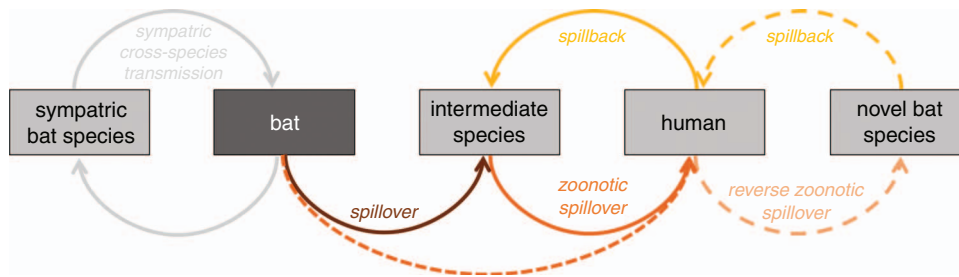 sympatric
cross-species
transmission
spillback
spillback
sympatric
bat species
bat
intermediate
species
human
novel bat
species
spillover
zoonotic
spillover
reverse zoonotic
spillover